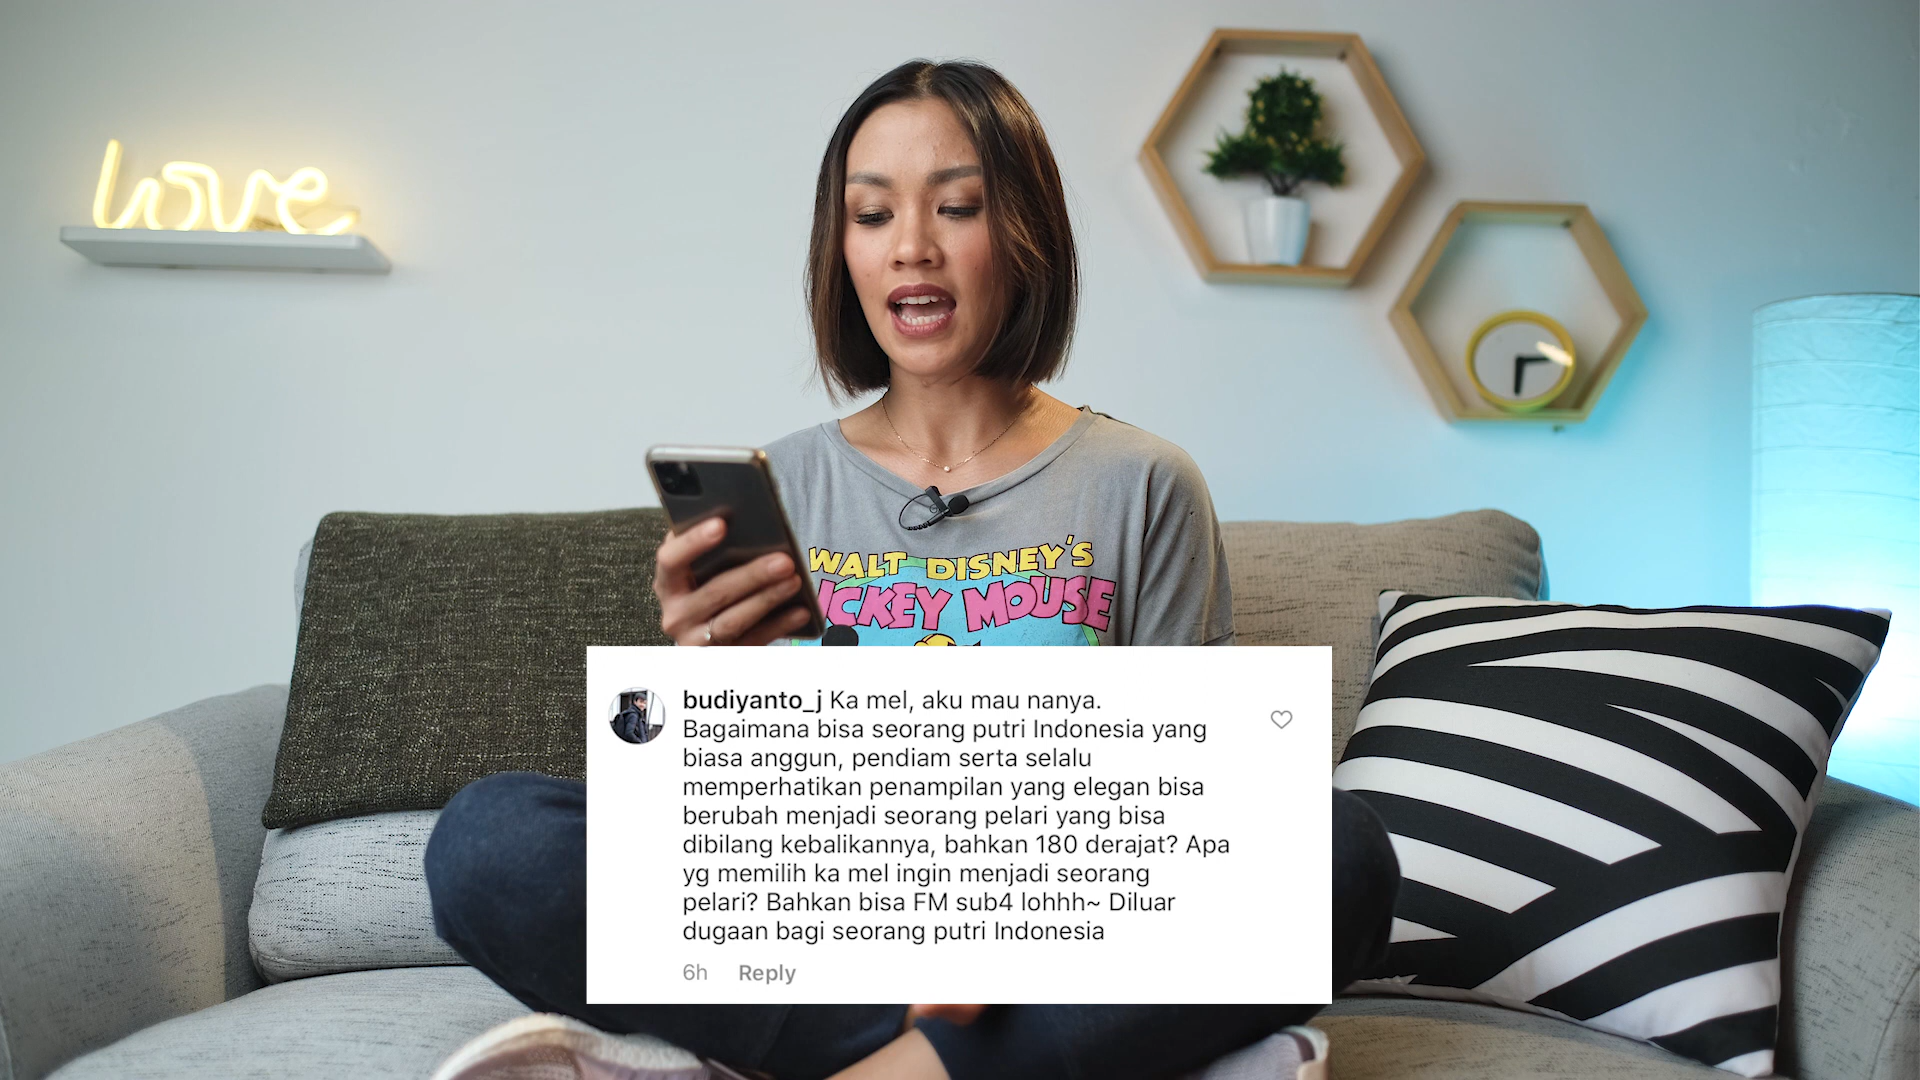 love
WALT DISNEY'S
ICKEY MOUSE
budiyanto_j Ka mel, aku mau nanya.
Bagaimana bisa seorang putri Indonesia yang
biasa anggun, pendiam serta selalu
memperhatikan penampilan yang elegan bisa
berubah menjadi seorang pelari yang bisa
dibilang kebalikannya, bahkan 180 derajat? Apa
yg memilih ka mel ingin menjadi seorang
pelari? Bahkan bisa FM sub4 lohhh~ Diluar
dugaan bagi seorang putri Indonesia
6h Reply